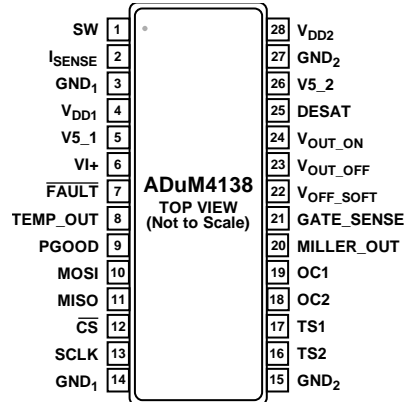 SW 1
ISENSE 2
GND1 3
VDD1 4
V5_1 5
VI+ 6
FAULT 7
TEMP_OUT 8
PGOOD 9
MOSI 10
MISO 11
CS 12
SCLK 13
GND1 14
ADuM4138
TOP VIEW
(Not to Scale)
28 VDD2
27 GND2
26 V5_2
25 DESAT
24 VOUT_ON
23 VOUT_OFF
22 VOFF_SOFT
21 GATE_SENSE
20 MILLER_OUT
19 OC1
18 OC2
17 TS1
16 TS2
15 GND2